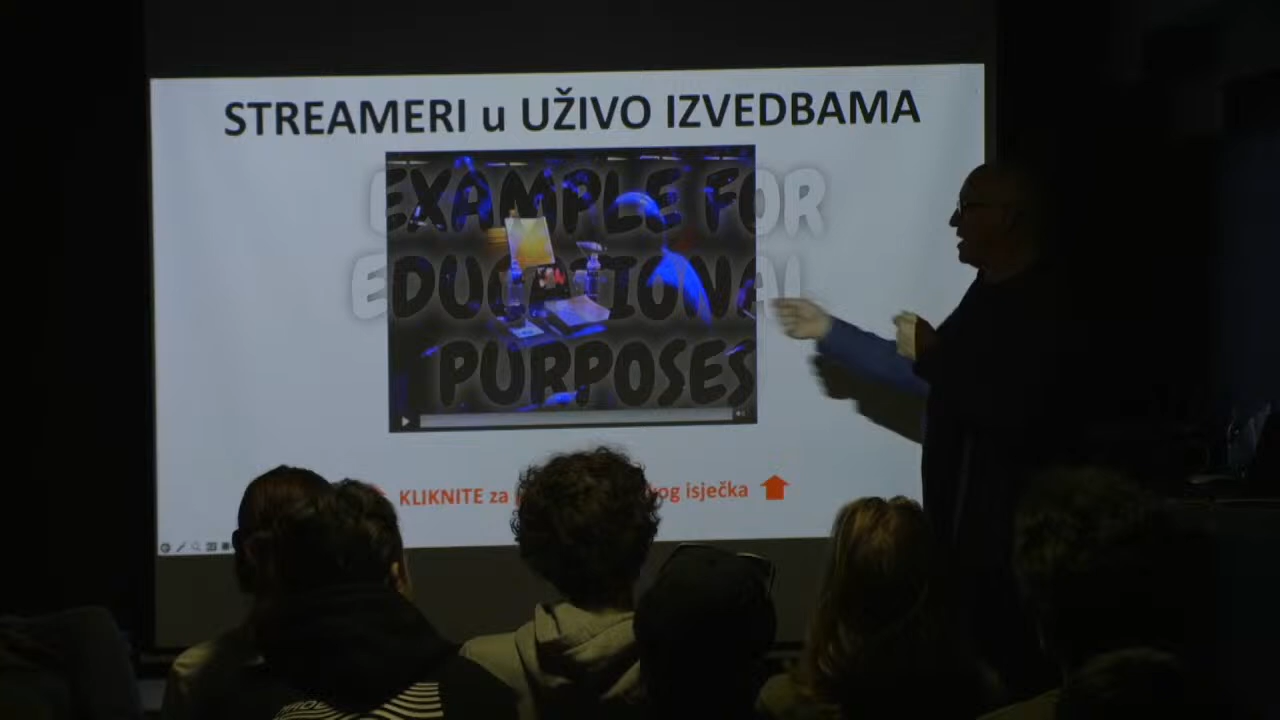 STREAMERI u UŽIVO IZVEDBAMA
EXAMPLE FOR
EDUCATIONAL
PURPOSES
KLIKNITE za isječka